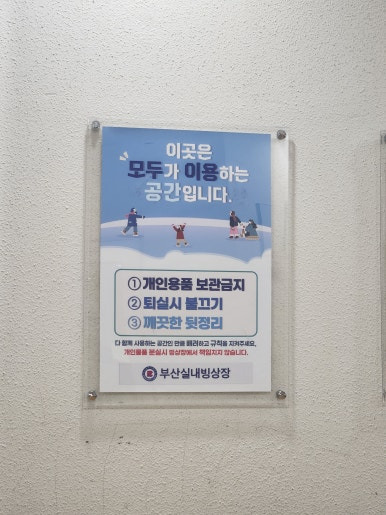 이곳은
모두가 이용하는
공간입니다.
① 개인용품 보관금지
② 퇴실시 불끄기
③ 깨끗한 뒷정리
다 함께 사용하는 공간인 만큼 배려하고 규칙을 지켜주세요.
개인물품 분실시 빙상장에서 책임지지 않습니다.
부산실내빙상장